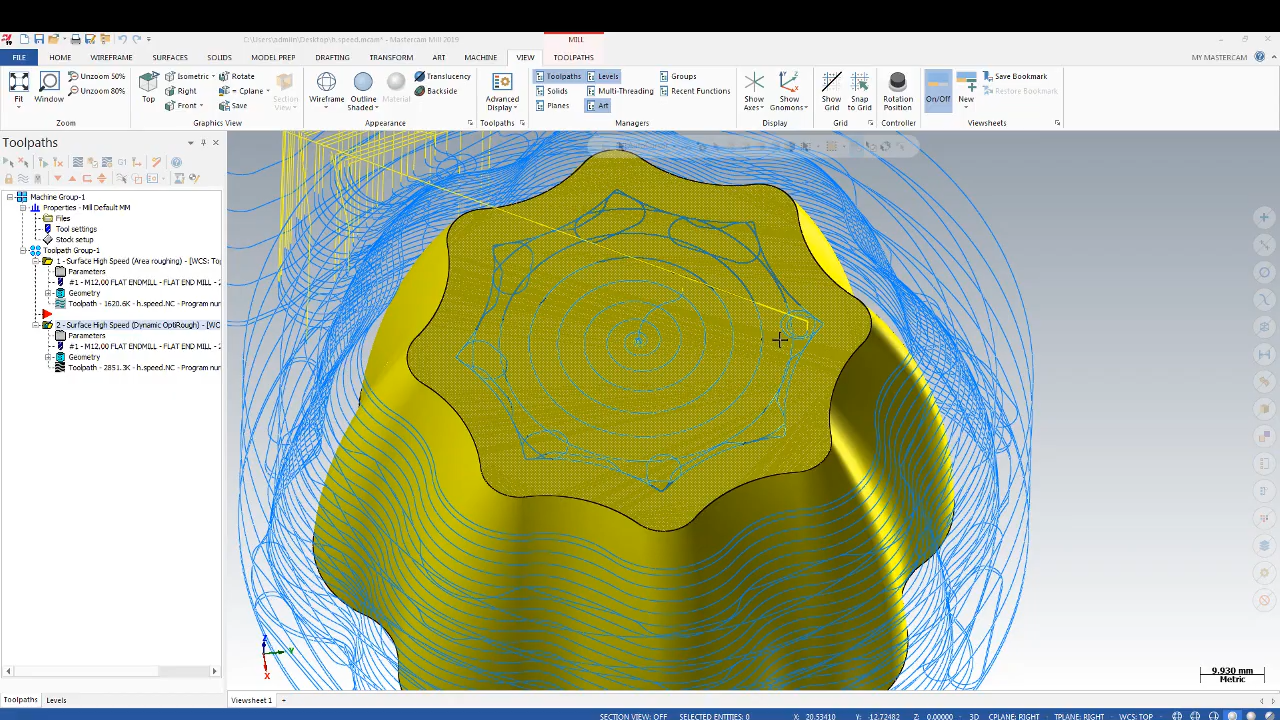 C:\Users\admin\Desktop\h.speed.mcam* - Mastercam Mill 2019
MILL
FILE HOME WIREFRAME SURFACES SOLIDS MODEL PREP DRAFTING TRANSFORM ART MACHINE VIEW TOOLPATHS MY MASTERCAM
Fit
Window
Unzoom 50%
Unzoom 80%
Zoom
Top
Isometric
Right
Front
Rotate
Cplane
Save
Section View
Graphics View
Wireframe
Outline Shaded
Material
Translucency
Backside
Appearance
Advanced Display
Toolpaths
Toolpaths
Solids
Planes
Levels
Multi-Threading
Art
Groups
Recent Functions
Managers
Show Axes
Show Gnomons
Display
Show Grid
Snap to Grid
Grid
Rotation Position
Controller
On/Off
New
Save Bookmark
Restore Bookmark
Viewsheets
Toolpaths
Machine Group-1
Properties - Mill Default MM
Files
Tool settings
Stock setup
Toolpath Group-1
1 - Surface High Speed (Area roughing) - [WCS: Top
Parameters
#1 - M12.00 FLAT ENDMILL - FLAT END MILL -
Geometry
Toolpath - 1620.6K - h.speed.NC - Program nur
2 - Surface High Speed (Dynamic OptiRough) - [WC
Parameters
#1 - M12.00 FLAT ENDMILL - FLAT END MILL -
Geometry
Toolpath - 2851.3K - h.speed.NC - Program nur
Z
Y
X
9.930 mm
Metric
Toolpaths Levels
Viewsheet 1 +
SECTION VIEW: OFF SELECTED ENTITIES: 0 X: 20.53410 Y: -12.72482 Z: 0.00000 3D CPLANE: RIGHT TPLANE: RIGHT WCS: TOP